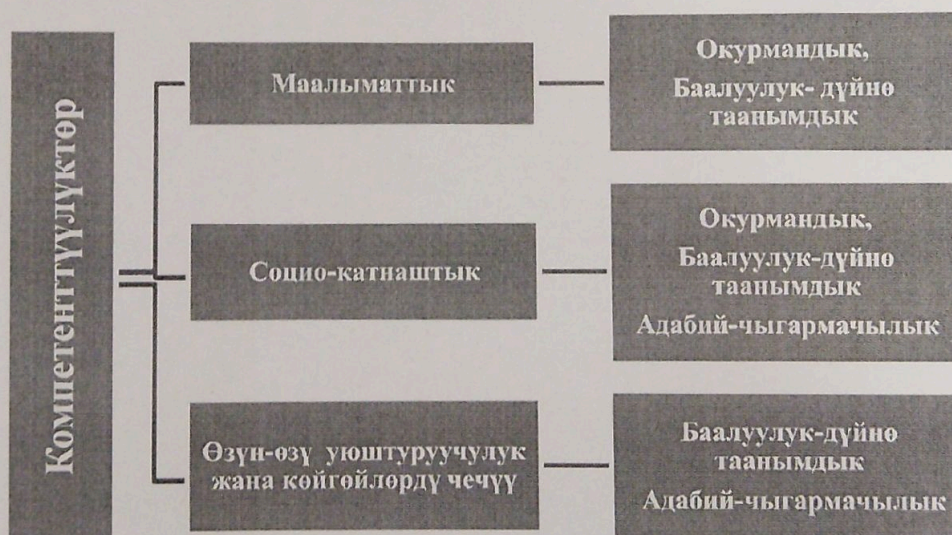 Компетенттүүлүктөр
Маалыматтык
Окурмандык,
Баалуулук- дүйнө
таанымдык
Социо-катнаштык
Окурмандык,
Баалуулук-дүйнө
таанымдык
Адабий-чыгармачылык
Өзүн-өзү уюштуруучулук
жана көйгөйлөрдү чечүү
Баалуулук-дүйнө
таанымдык
Адабий-чыгармачылык